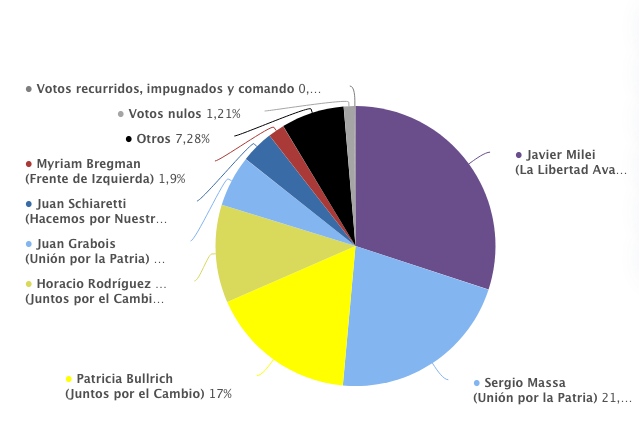 Votos recurridos, impugnados y comando 0,...
Votos nulos 1,21%
Otros 7,28%
Myriam Bregman
(Frente de Izquierda) 1,9%
Juan Schiaretti
(Hacemos por Nuestr...
Juan Grabois
(Unión por la Patria) ...
Horacio Rodríguez ...
(Juntos por el Cambi...
Patricia Bullrich
(Juntos por el Cambio) 17%
Javier Milei
(La Libertad Ava...
Sergio Massa
(Unión por la Patria) 21,...